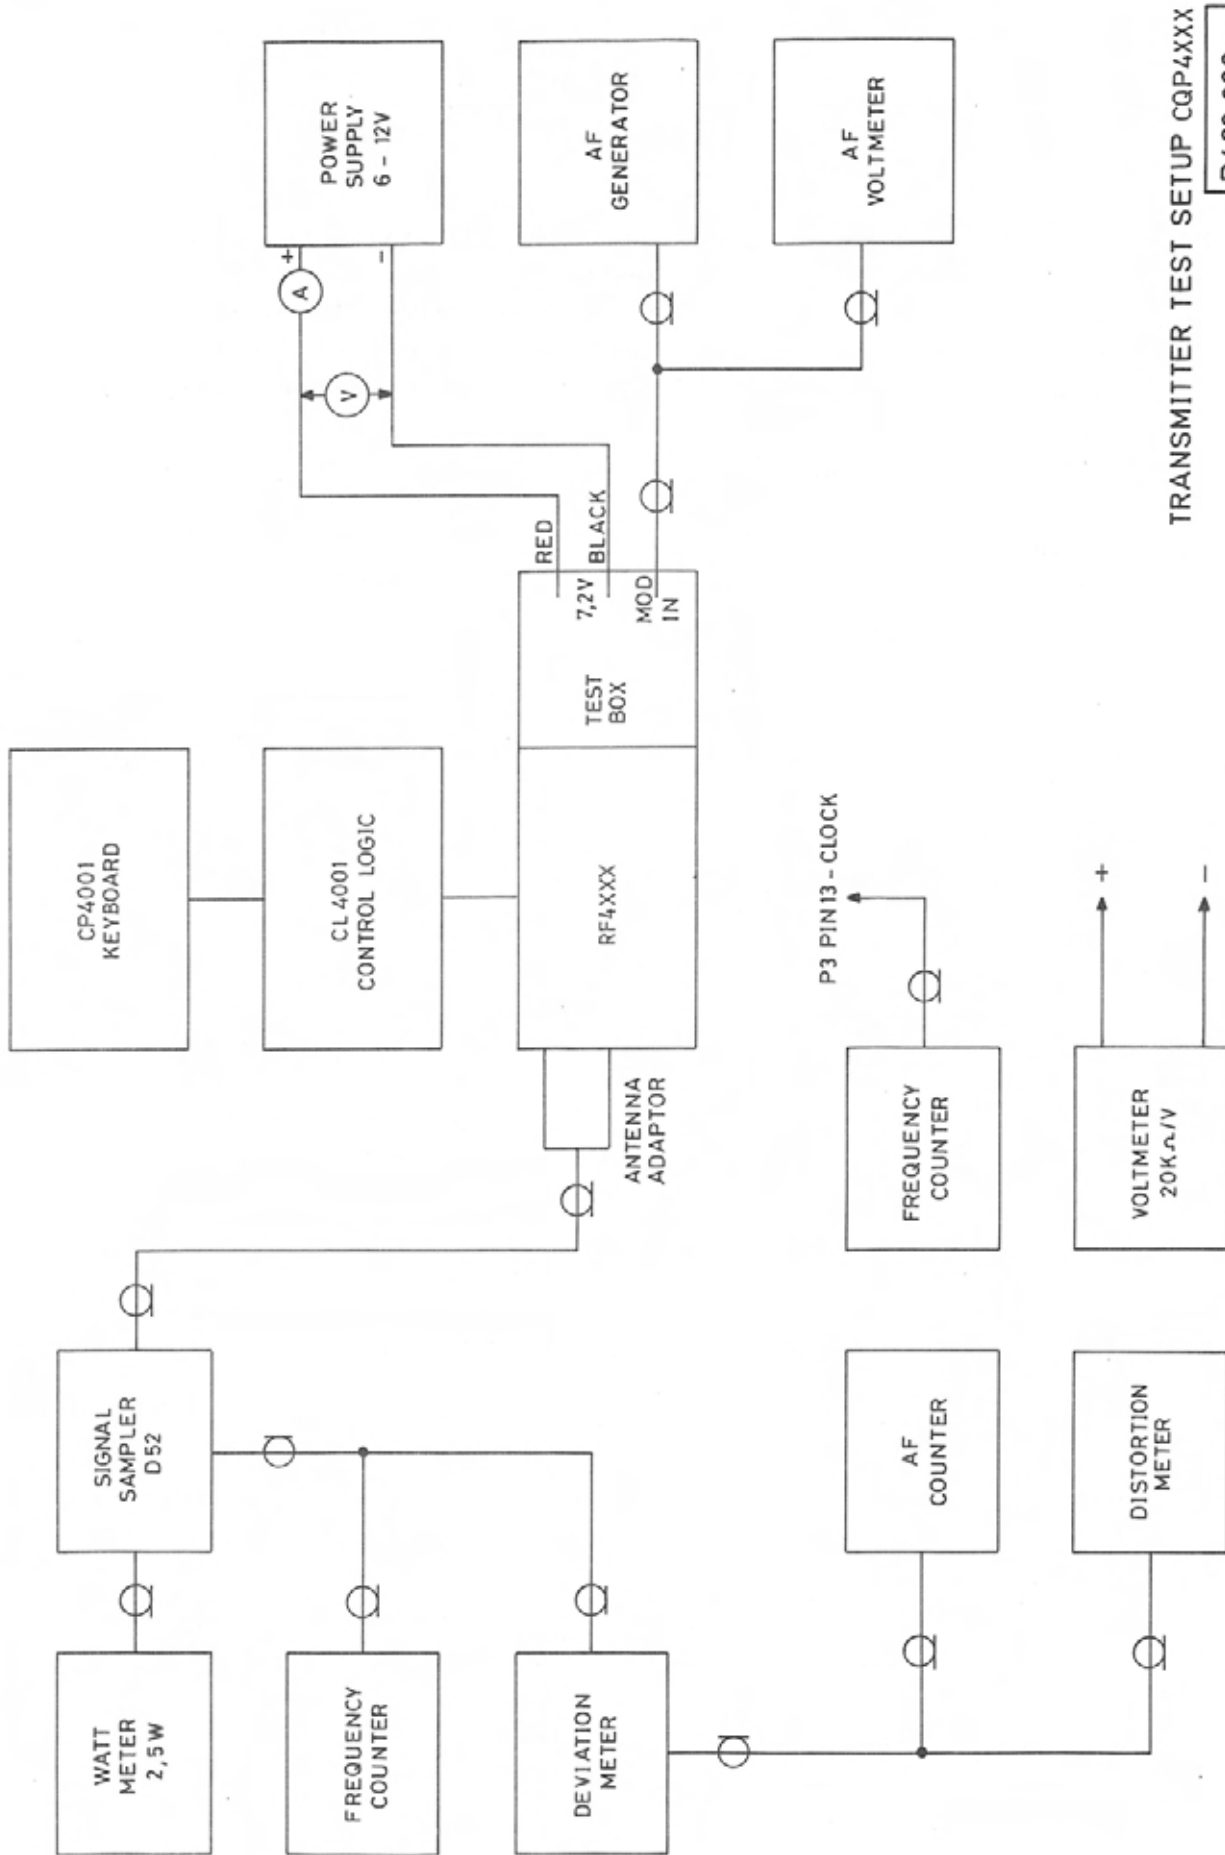 WATT
METER
2,5W
SIGNAL
SAMPLER
D52
CP4001
KEYBOARD
FREQUENCY
COUNTER
CL4001
CONTROL LOGIC
POWER
SUPPLY
6 - 12V
+
-
A
V
DEVIATION
METER
ANTENNA
ADAPTOR
RF4XXX
TEST
BOX
RED
7,2V
BLACK
MOD
IN
AF
GENERATOR
AF
COUNTER
FREQUENCY
COUNTER
P3 PIN13 - CLOCK
AF
VOLTMETER
DISTORTION
METER
VOLTMETER
20KΩ/V
+
-
TRANSMITTER TEST SETUP CQP4XXX